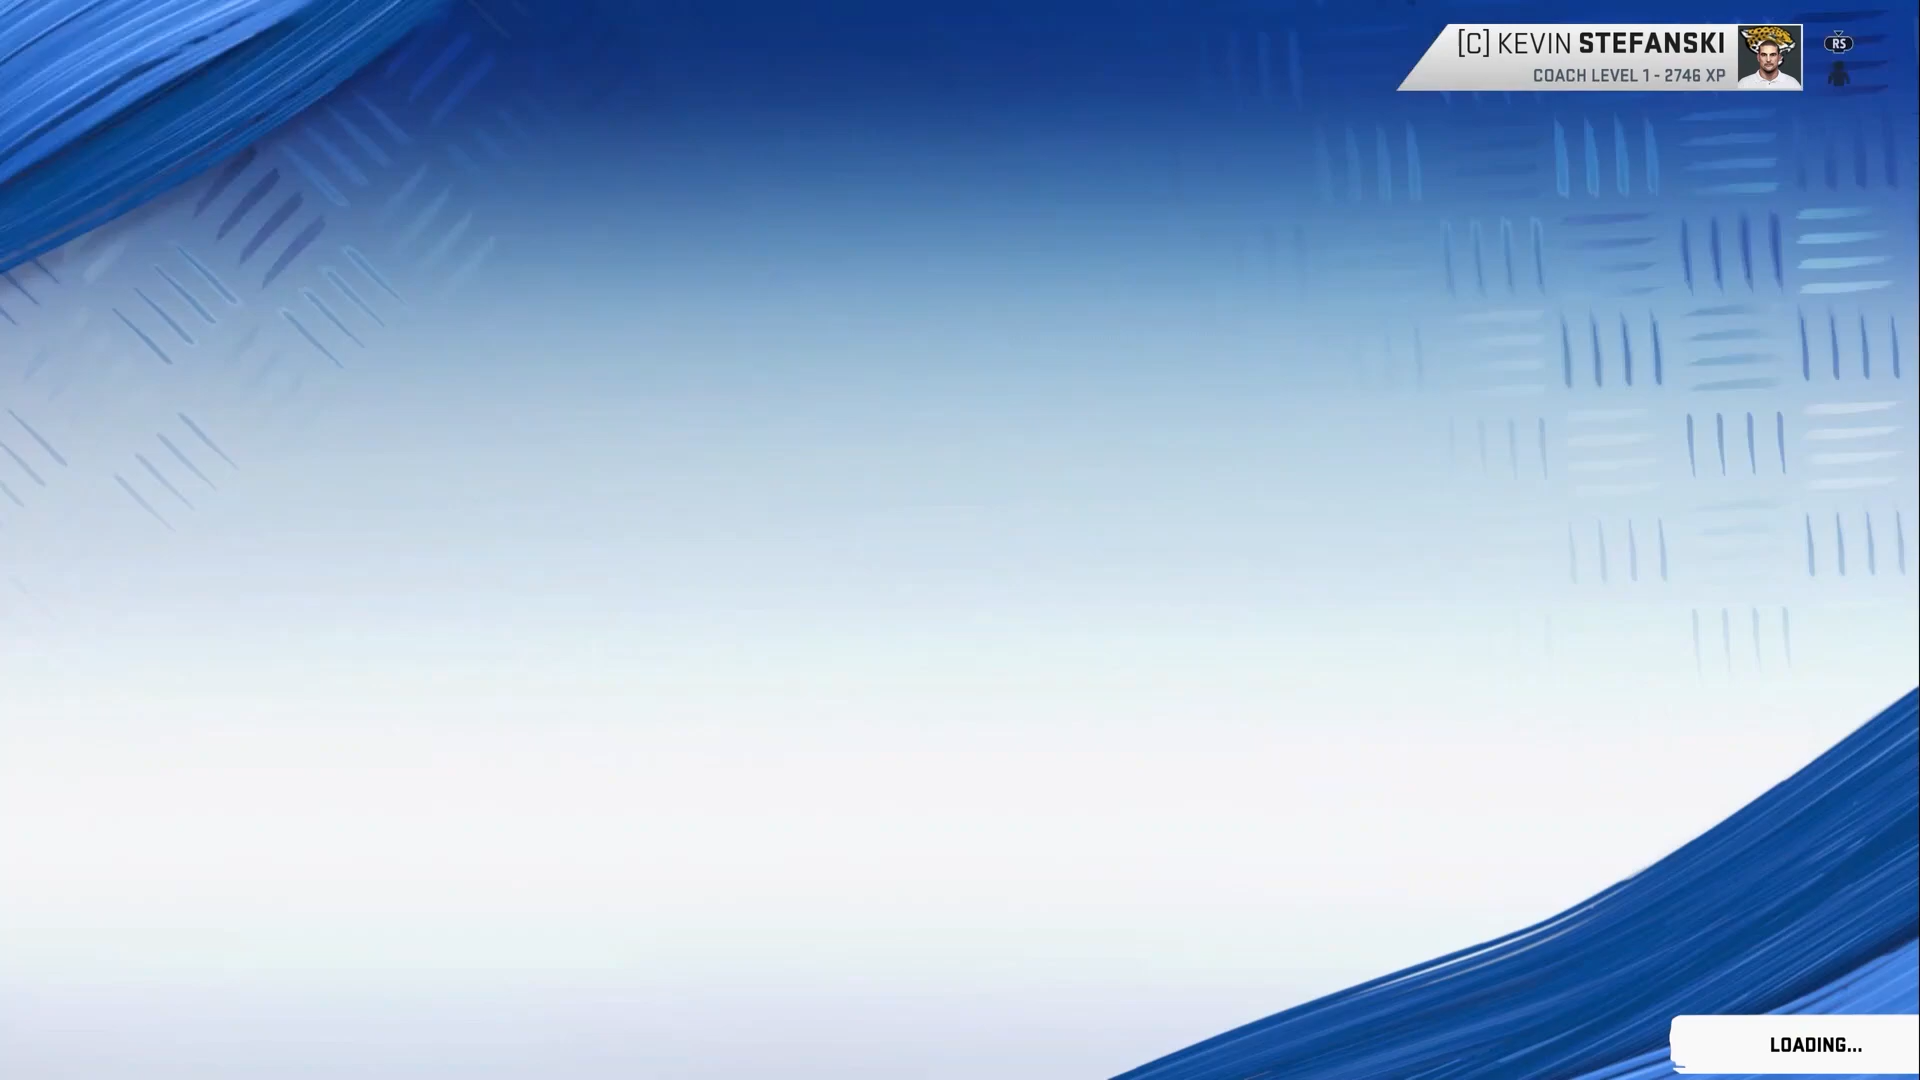 [C] KEVIN STEFANSKI
COACH LEVEL 1 - 2746 XP
RS
LOADING...